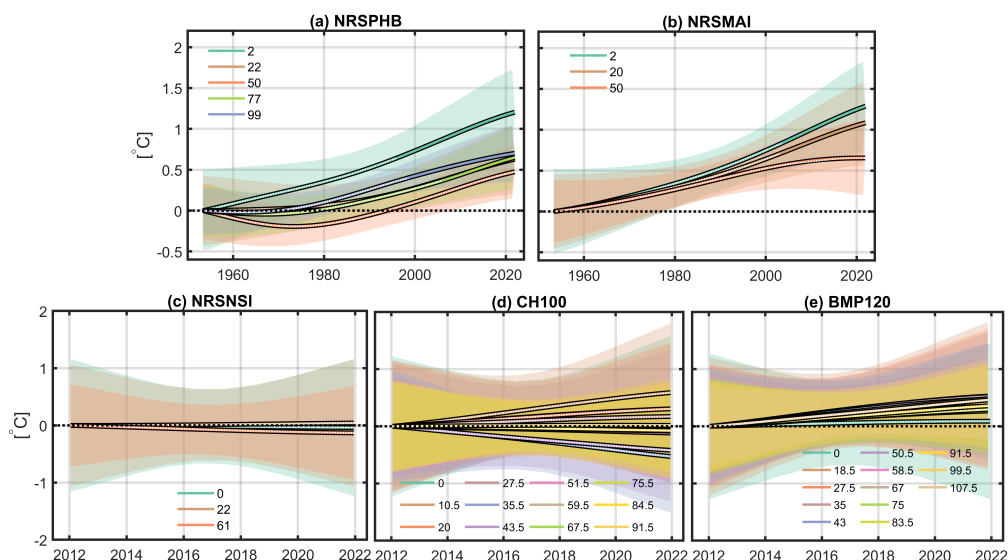 (a) NRSPHB
(b) NRSMAI
2
1.5
1
0.5
0
-0.5
[°C]
2
22
50
77
99
2
20
50
1960 1980 2000 2020
1960 1980 2000 2020
(c) NRSNSI
(d) CH100
(e) BMP120
2
1
0
-1
-2
[°C]
0
22
61
0 27.5 51.5 75.5
10.5 35.5 59.5 84.5
20 43.5 67.5 91.5
0 50.5 91.5
18.5 58.5 99.5
27.5 67 107.5
35 75
43 83.5
2012 2014 2016 2018 2020 2022
2012 2014 2016 2018 2020 2022
2012 2014 2016 2018 2020 2022